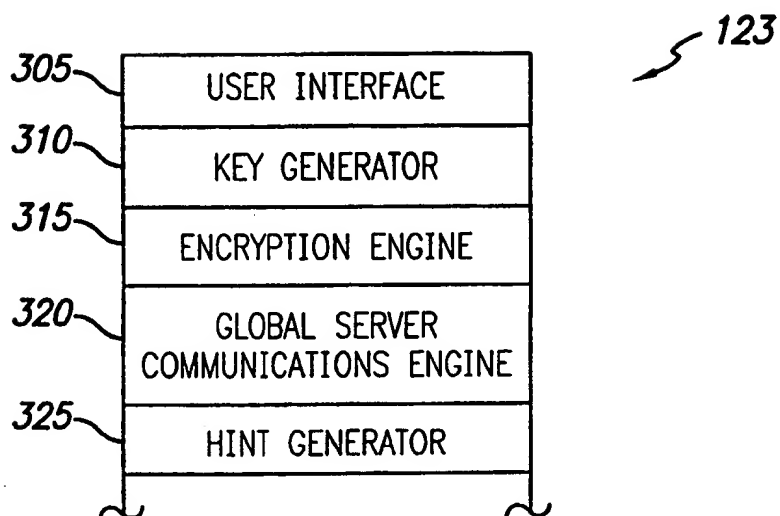 123
305 USER INTERFACE
310 KEY GENERATOR
315 ENCRYPTION ENGINE
320 GLOBAL SERVER
COMMUNICATIONS ENGINE
325 HINT GENERATOR